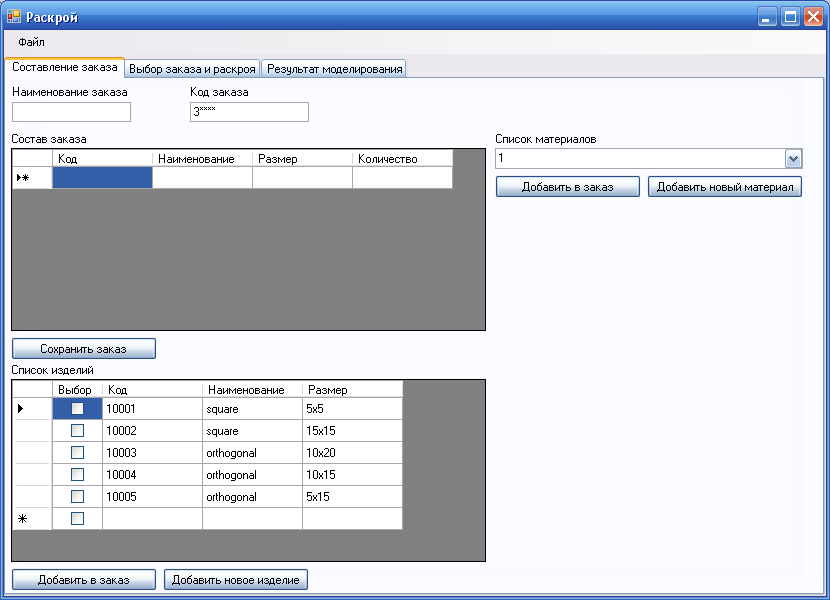 Раскрой
Файл
Составление заказа Выбор заказа и раскроя Результат моделирования
Наименование заказа Код заказа
3****
Состав заказа Список материалов
Код Наименование Размер Количество 1
Добавить в заказ Добавить новый материал
Сохранить заказ
Список изделий
Выбор Код Наименование Размер
10001 square 5x5
10002 square 15x15
10003 orthogonal 10x20
10004 orthogonal 10x15
10005 orthogonal 5x15
Добавить в заказ Добавить новое изделие